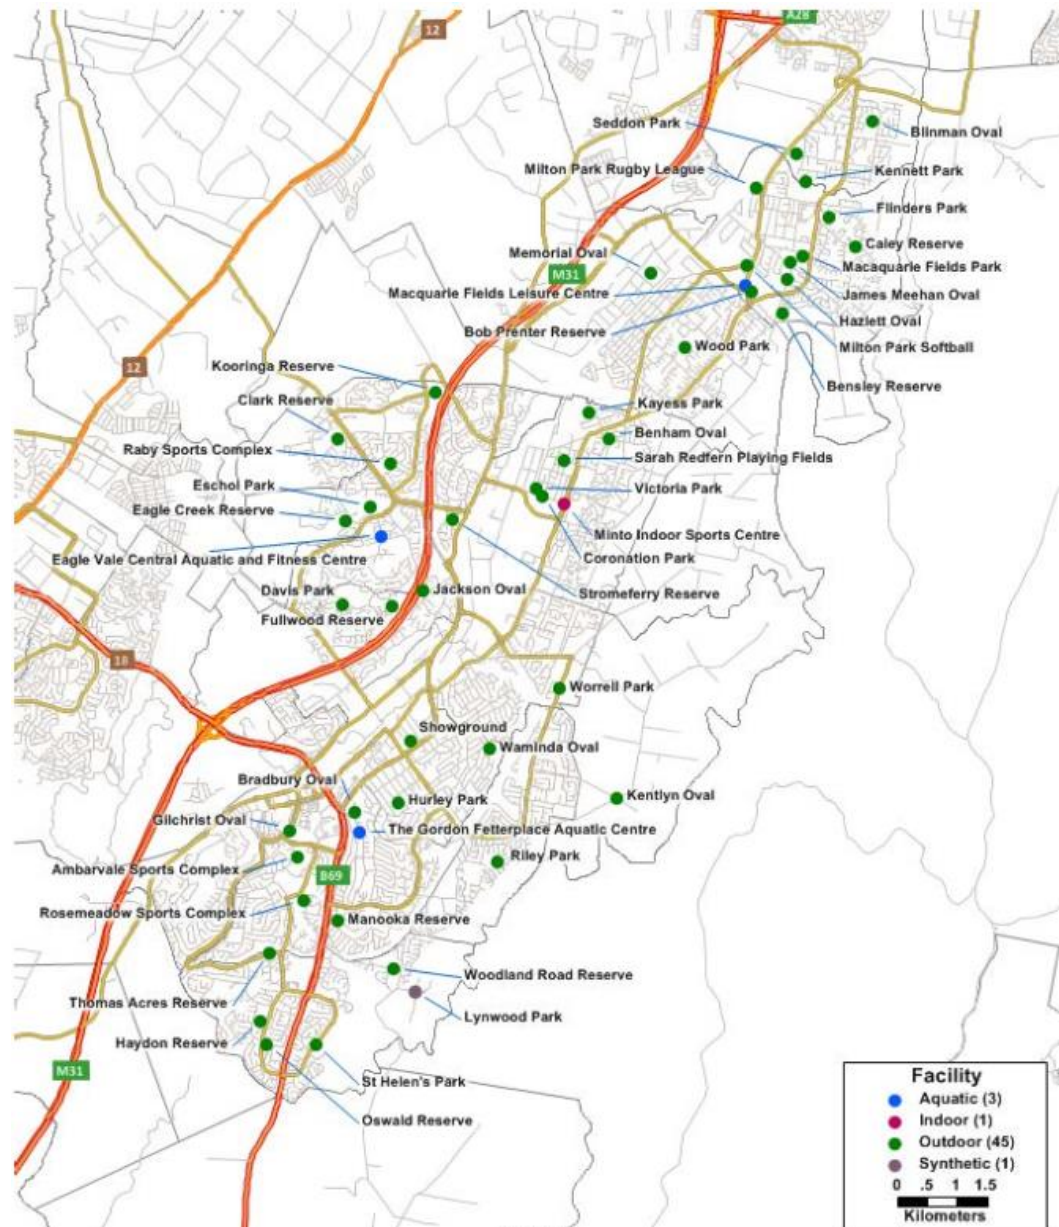 A28
12
Seddon Park
Blinman Oval
Milton Park Rugby League
Kennett Park
Flinders Park
Memorial Oval
Caley Reserve
M31
Macaquarie Fields Park
Macquarie Fields Leisure Centre
James Meehan Oval
Bob Prenter Reserve
Hazlett Oval
Wood Park
Milton Park Softball
Kooringa Reserve
12
Bensley Reserve
Clark Reserve
Kayess Park
Benham Oval
Raby Sports Complex
Sarah Redfern Playing Fields
Eschol Park
Victoria Park
Eagle Creek Reserve
Minto Indoor Sports Centre
Eagle Vale Central Aquatic and Fitness Centre
Coronation Park
Davis Park
Jackson Oval
Stromeferry Reserve
Fullwood Reserve
18
Worrell Park
Showground
Waminda Oval
Bradbury Oval
Kentlyn Oval
Hurley Park
Gilchrist Oval
The Gordon Fetterplace Aquatic Centre
Riley Park
Ambarvale Sports Complex
B69
Rosemeadow Sports Complex
Manooka Reserve
Woodland Road Reserve
Thomas Acres Reserve
Lynwood Park
Haydon Reserve
M31
St Helen's Park
Oswald Reserve
Facility
Aquatic (3)
Indoor (1)
Outdoor (45)
Synthetic (1)
0 .5 1 1.5
Kilometers